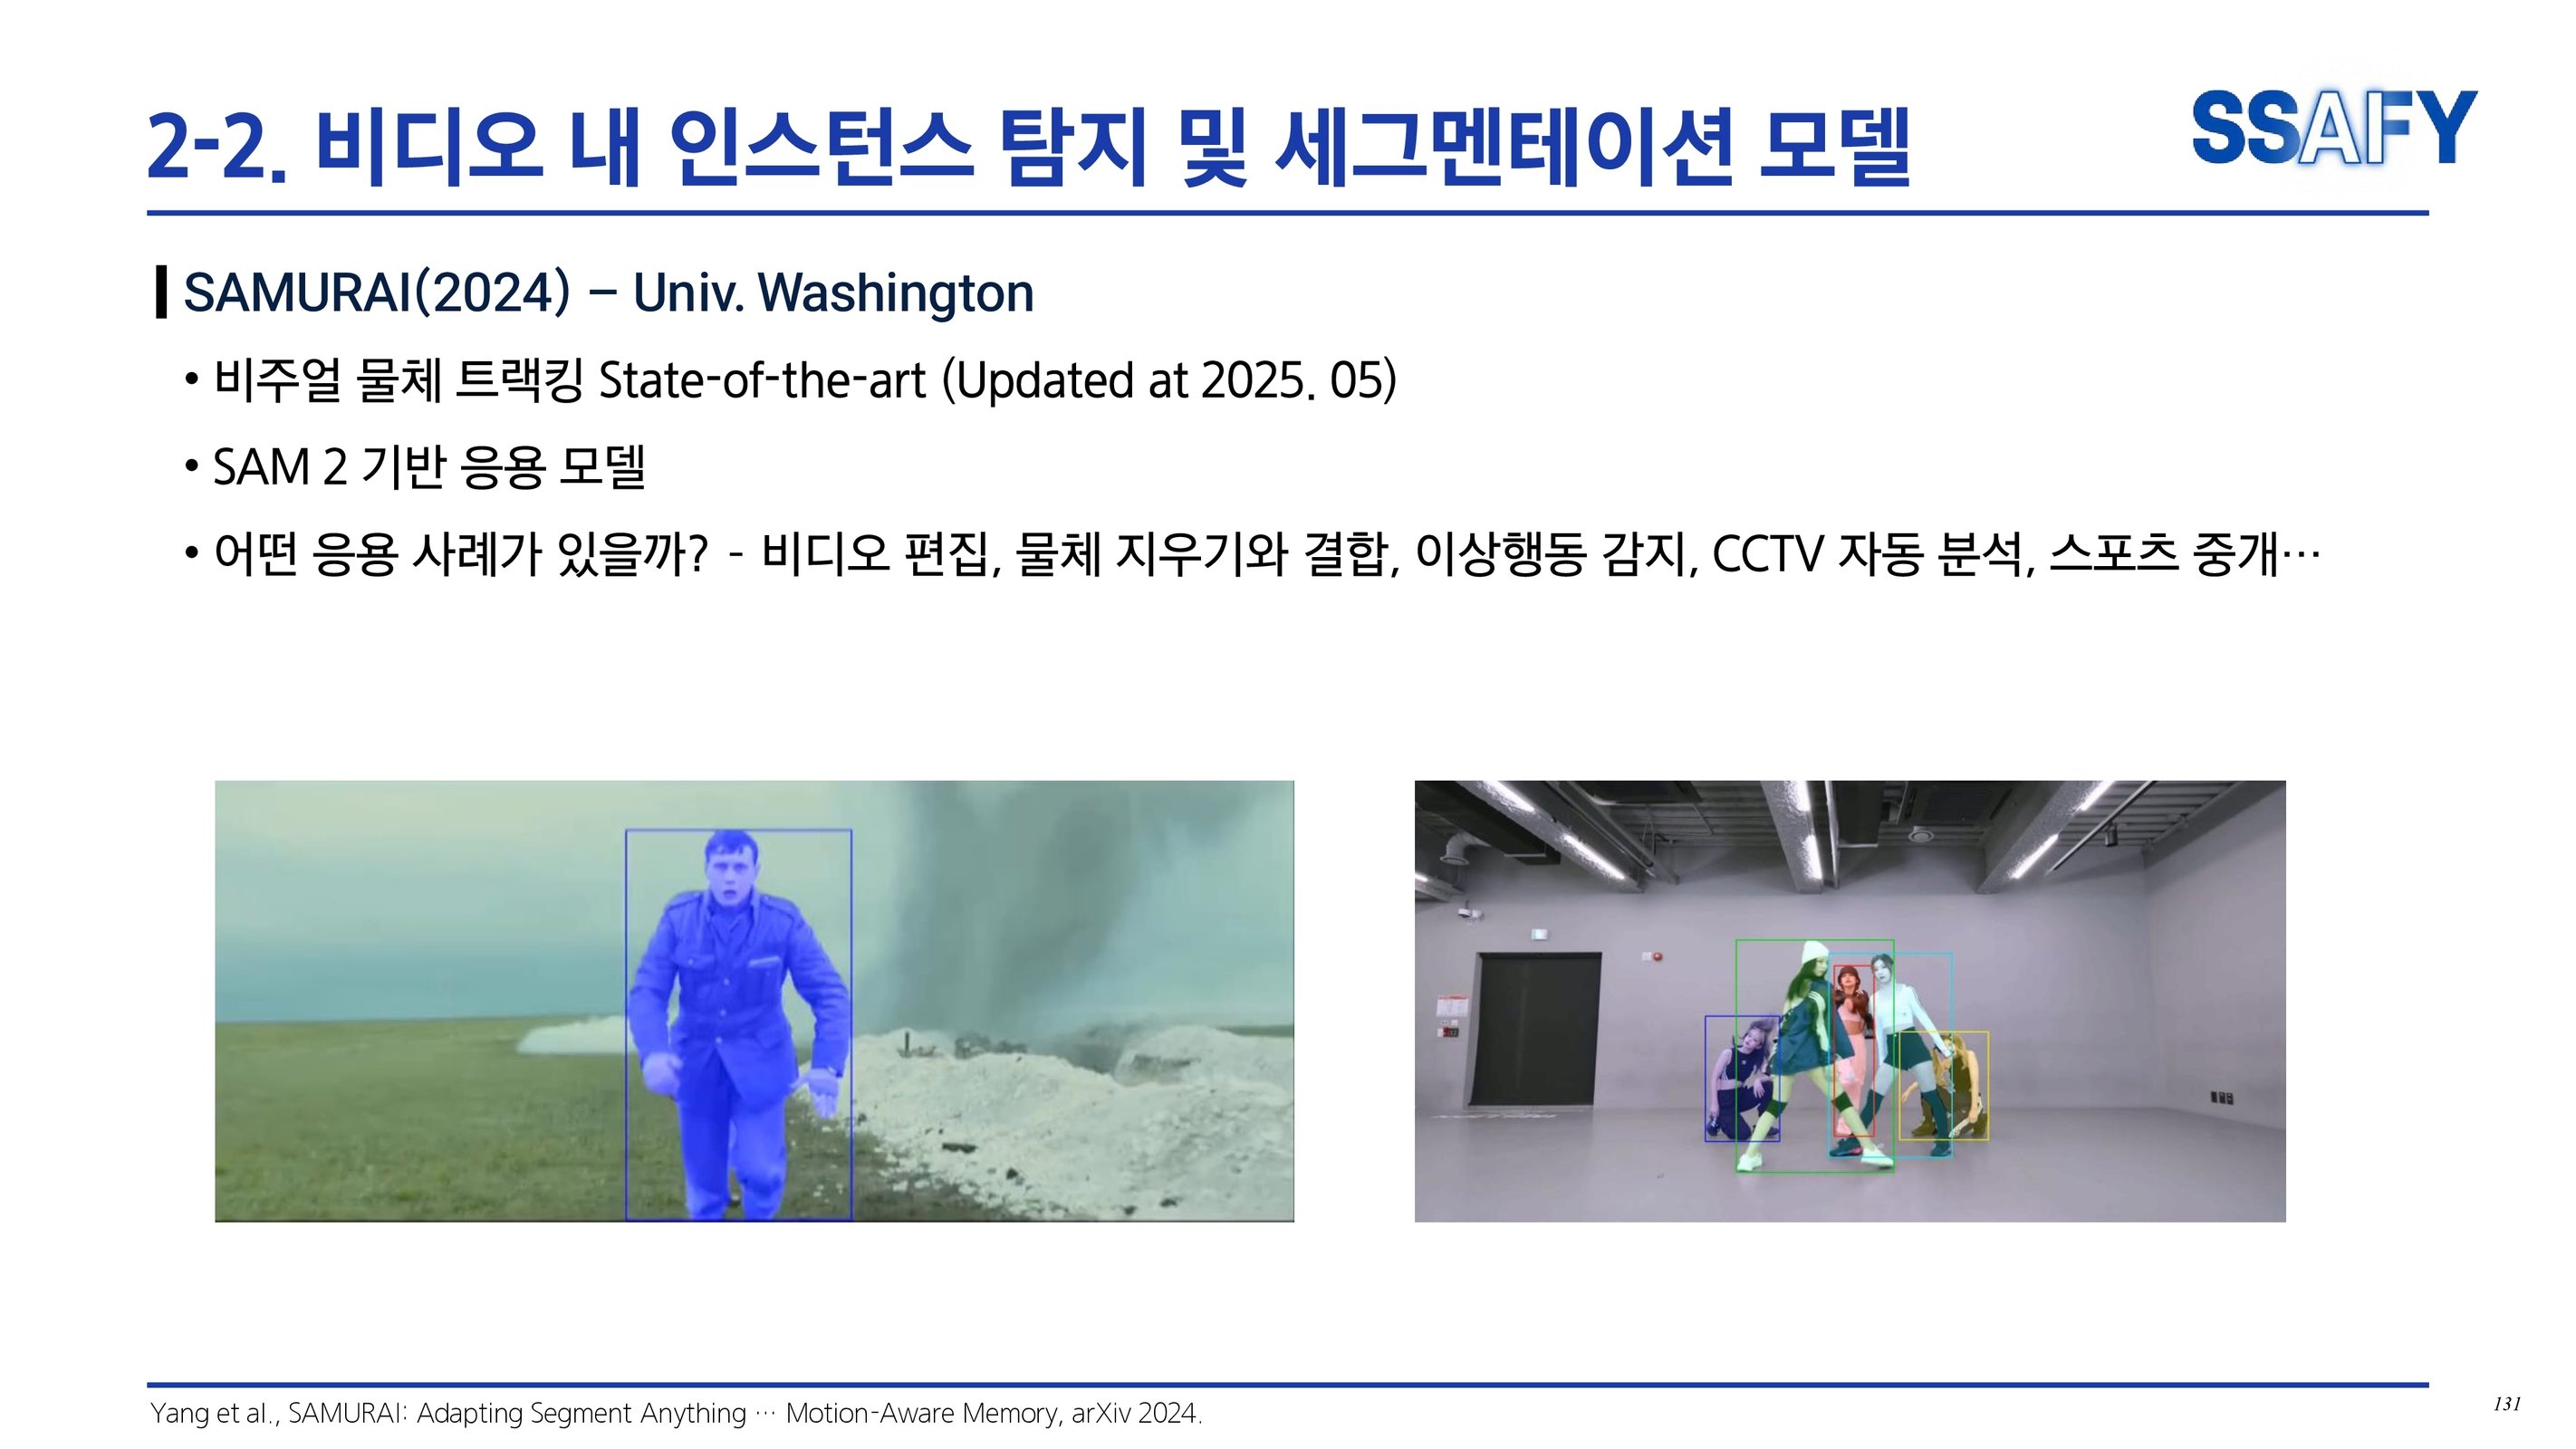 2-2. 비디오 내 인스턴스 탐지 및 세그멘테이션 모델
SSAFY
SAMURAI(2024) – Univ. Washington
• 비주얼 물체 트랙킹 State-of-the-art (Updated at 2025. 05)
• SAM 2 기반 응용 모델
• 어떤 응용 사례가 있을까? - 비디오 편집, 물체 지우기와 결합, 이상행동 감지, CCTV 자동 분석, 스포츠 중개…
Yang et al., SAMURAI: Adapting Segment Anything … Motion-Aware Memory, arXiv 2024.
131